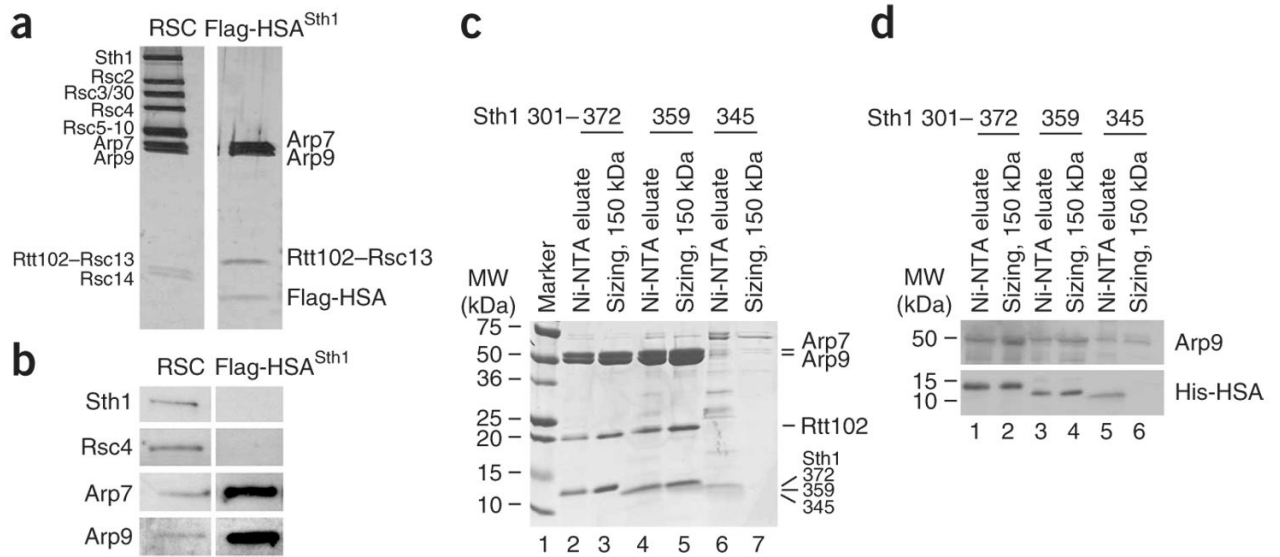 a
RSC Flag-HSASth1
Sth1
Rsc2
Rsc3/30
Rsc4
Rsc5-10
Arp7
Arp9
Rtt102–Rsc13
Rsc14
Arp7
Arp9
Rtt102–Rsc13
Flag-HSA
b
RSC Flag-HSASth1
Sth1
Rsc4
Arp7
Arp9
c
Sth1 301– 372 359 345
Marker
Ni-NTA eluate
Sizing, 150 kDa
Ni-NTA eluate
Sizing, 150 kDa
Ni-NTA eluate
Sizing, 150 kDa
MW
(kDa)
75
50
36
25
20
15
10
Arp7
Arp9
Rtt102
Sth1
372
359
345
1 2 3 4 5 6 7
d
Sth1 301– 372 359 345
Ni-NTA eluate
Sizing, 150 kDa
Ni-NTA eluate
Sizing, 150 kDa
Ni-NTA eluate
Sizing, 150 kDa
MW
(kDa)
50
15
10
Arp9
His-HSA
1 2 3 4 5 6